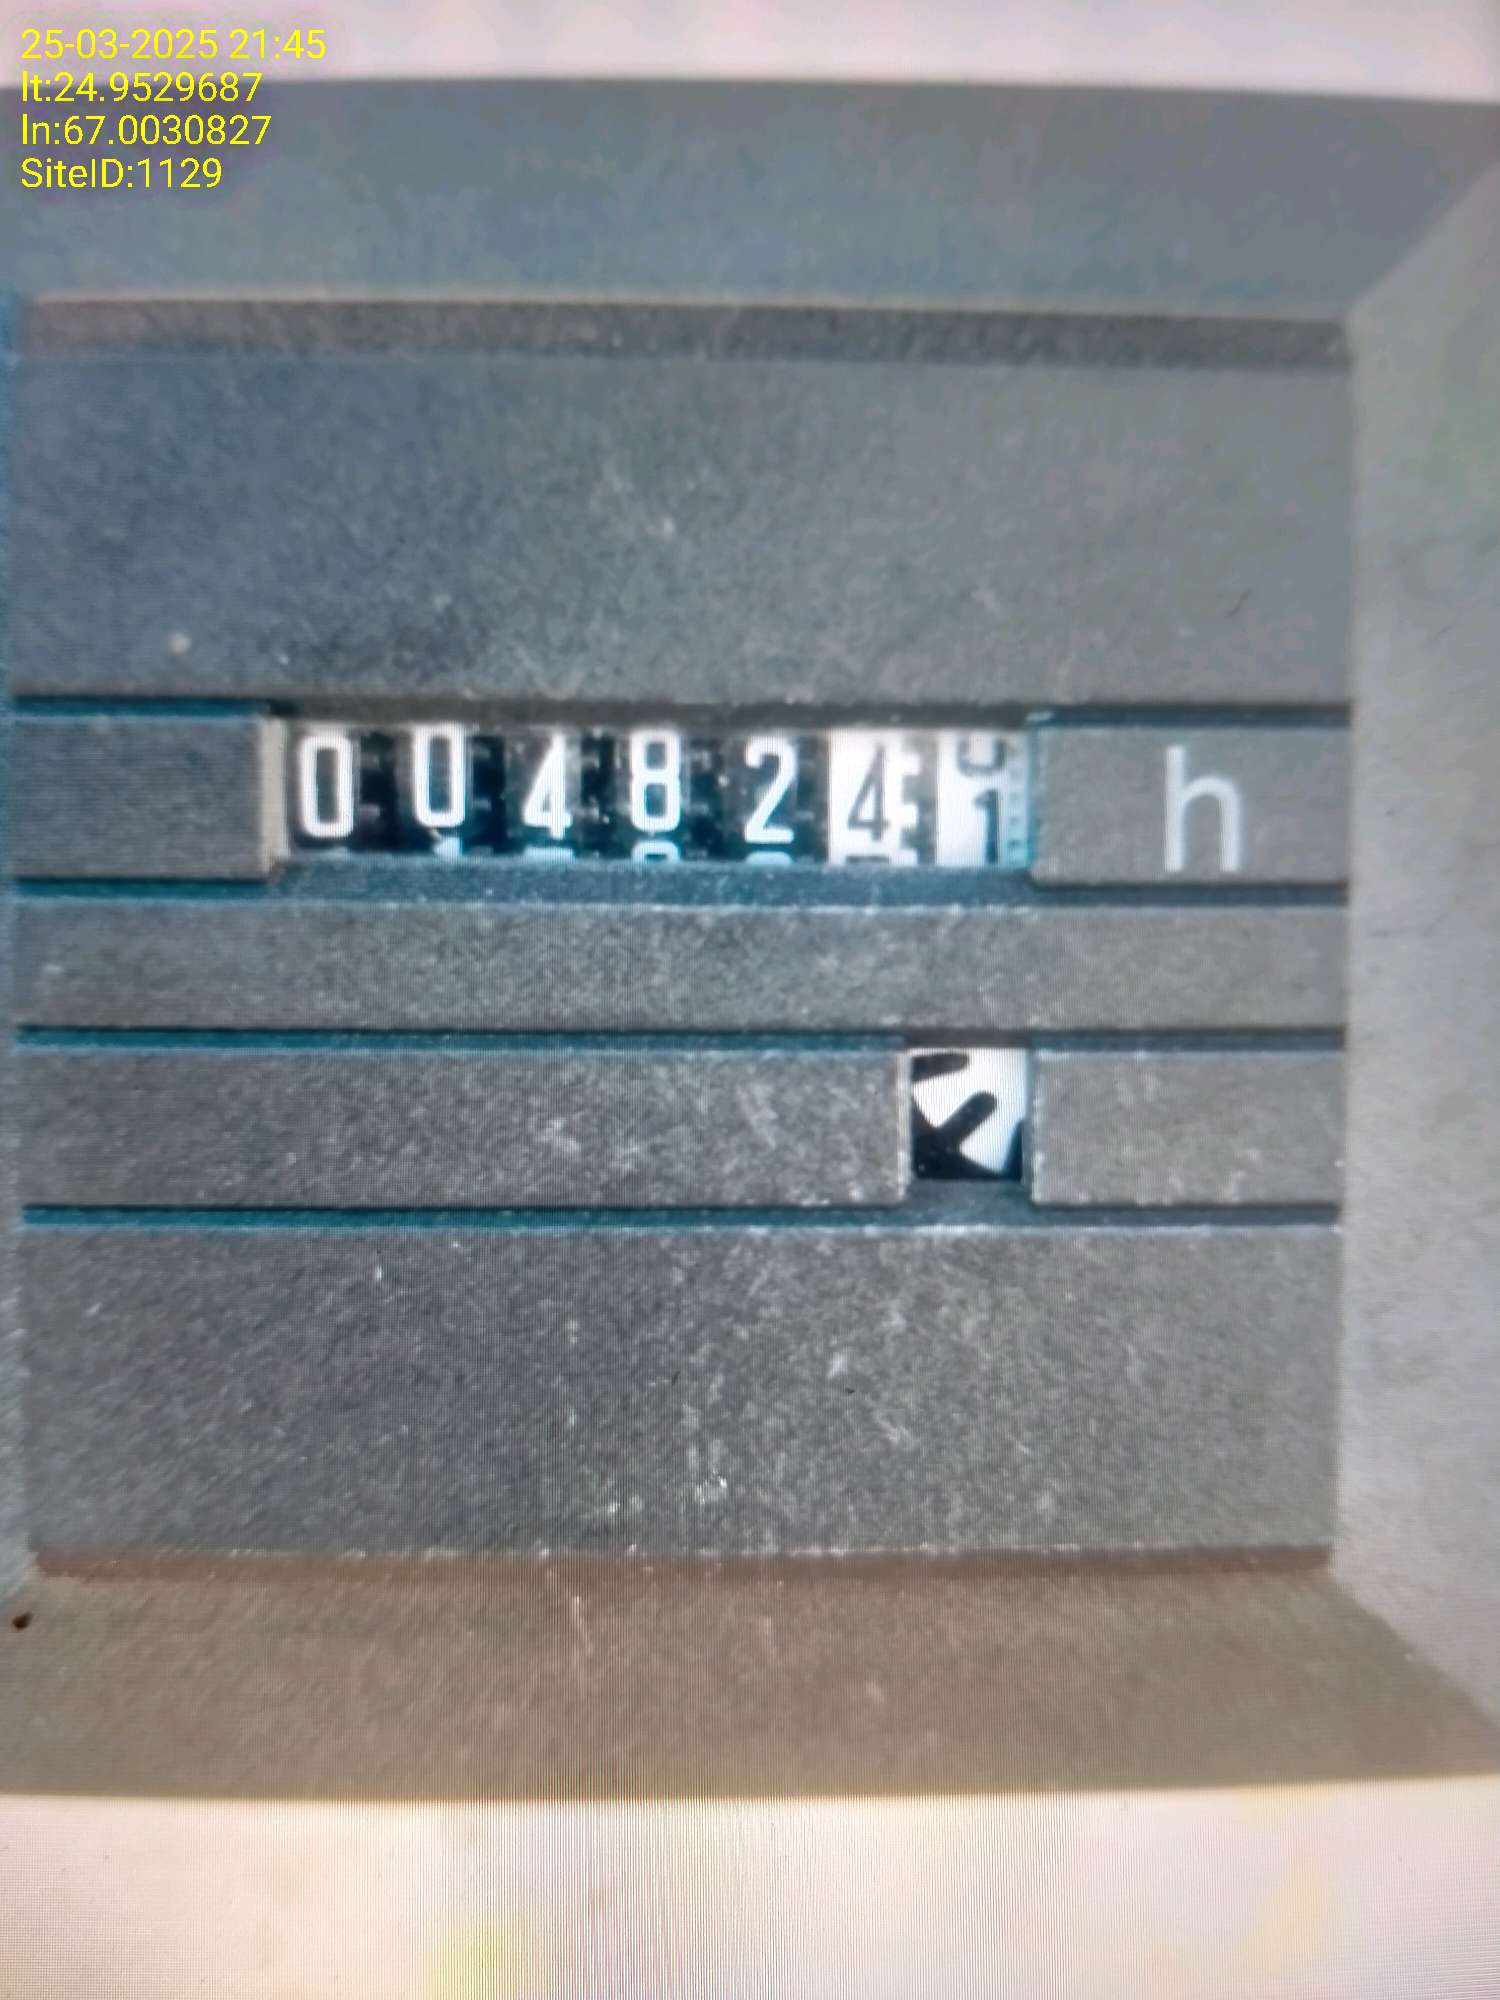 25-03-2025 21:45
lt:24.9529687
ln:67.0030827
SiteID:1129
0048241 h